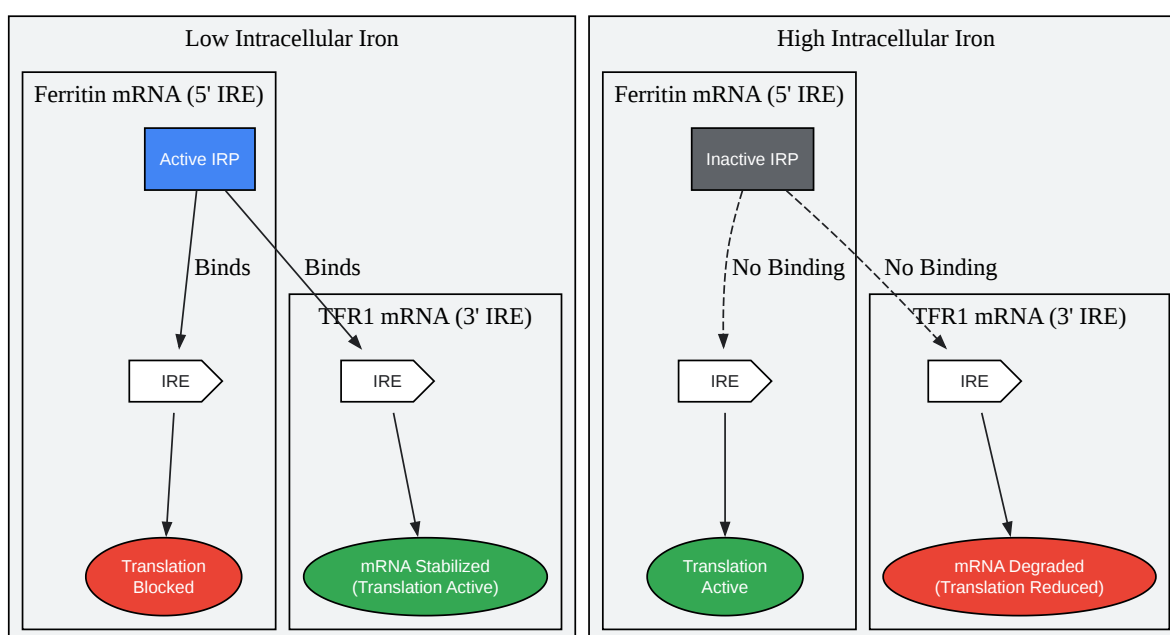 Low Intracellular Iron
Ferritin mRNA (5' IRE)
Active IRP
Binds
Binds
TFR1 mRNA (3' IRE)
IRE
IRE
Translation
Blocked
mRNA Stabilized
(Translation Active)
High Intracellular Iron
Ferritin mRNA (5' IRE)
Inactive IRP
No Binding
No Binding
TFR1 mRNA (3' IRE)
IRE
IRE
Translation
Active
mRNA Degraded
(Translation Reduced)